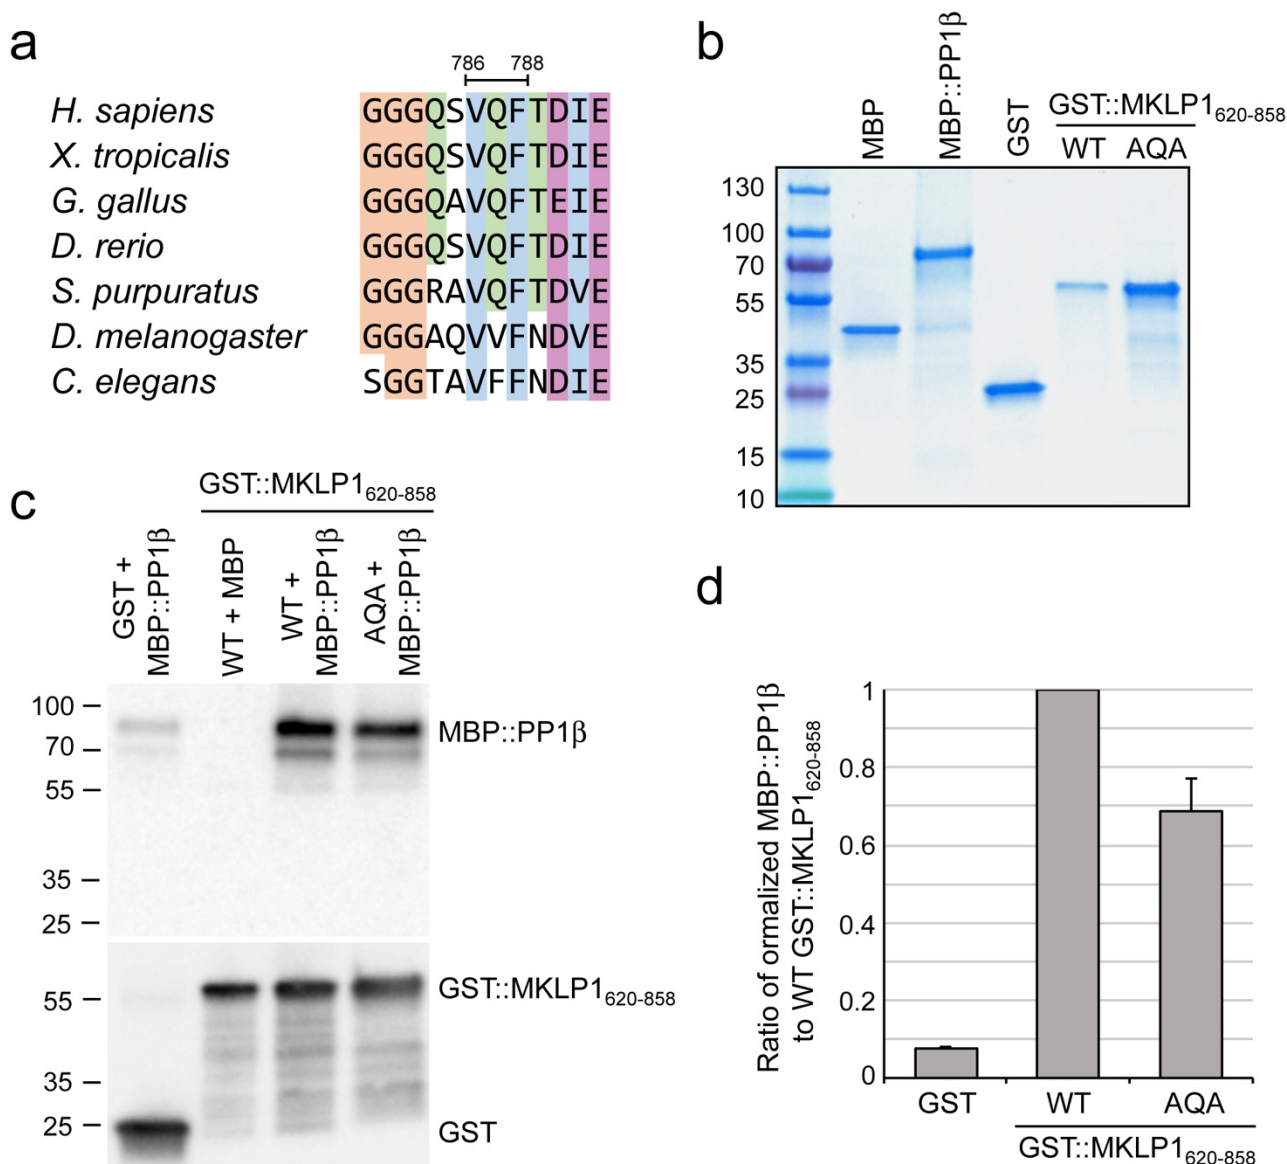 a
786 788
H. sapiens GGGQSVQFTDIE
X. tropicalis GGGQSVQFTDIE
G. gallus GGGQAVQFTEIE
D. rerio GGGQSVQFTDIE
S. purpuratus GGGRAVQFTDVE
D. melanogaster GGGAQVVFNDVE
C. elegans SGGTAVFFNDIE
b
MBP
MBP::PP1β
GST
GST::MKLP1620-858
WT AQA
130
100
70
55
35
25
15
10
c
GST::MKLP1620-858
GST +
MBP::PP1β
WT + MBP
WT +
MBP::PP1β
AQA +
MBP::PP1β
100
70
55
35
25
MBP::PP1β
55
35
25
GST::MKLP1620-858
GST
d
Ratio of ormalized MBP::PP1β
to WT GST::MKLP1620-858
1
0.8
0.6
0.4
0.2
0
GST WT AQA
GST::MKLP1620-858